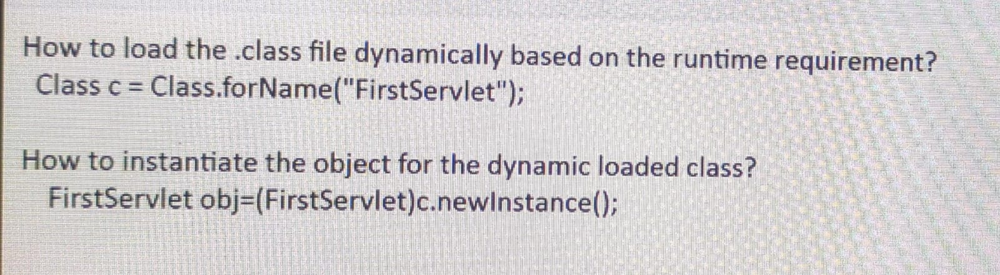 How to load the .class file dynamically based on the runtime requirement?
Class c = Class.forName("FirstServlet");
How to instantiate the object for the dynamic loaded class?
FirstServlet obj=(FirstServlet)c.newInstance();